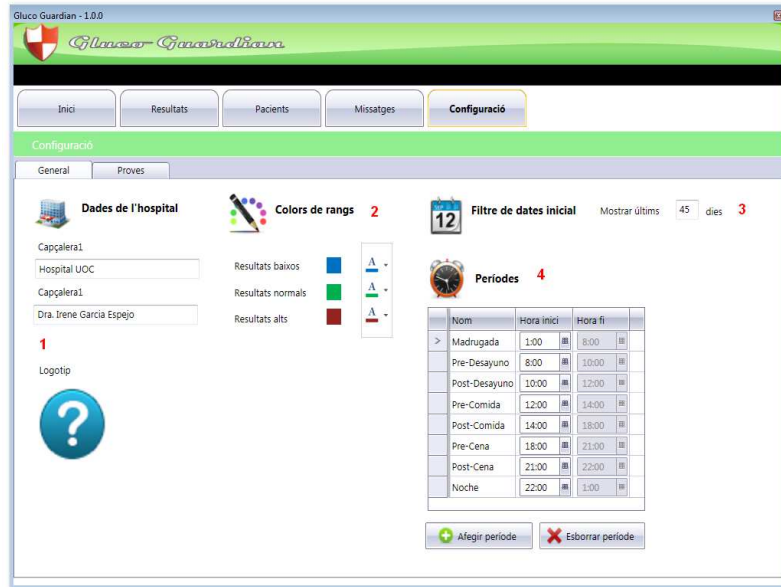 Gluco Guardian - 1.0.0
Gluco-Guardian
Inici Resultats Pacients Missatges Configuració
Configuració
General Proves
Dades de l'hospital
Capçalera1
Hospital UOC
Capçalera1
Dra. Irene Garcia Espejo
1
Logotip
?
Colors de rangs 2
Resultats baixos A
Resultats normals A
Resultats alts A
SEP 12
12
Filtre de dates inicial Mostrar últims 45 dies 3
Períodes 4
Nom Hora inici Hora fi
> Madrugada 1:00 8:00
Pre-Desayuno 8:00 10:00
Post-Desayuno 10:00 12:00
Pre-Comida 12:00 14:00
Post-Comida 14:00 18:00
Pre-Cena 18:00 21:00
Post-Cena 21:00 22:00
Noche 22:00 1:00
Afegir període Esborrar període